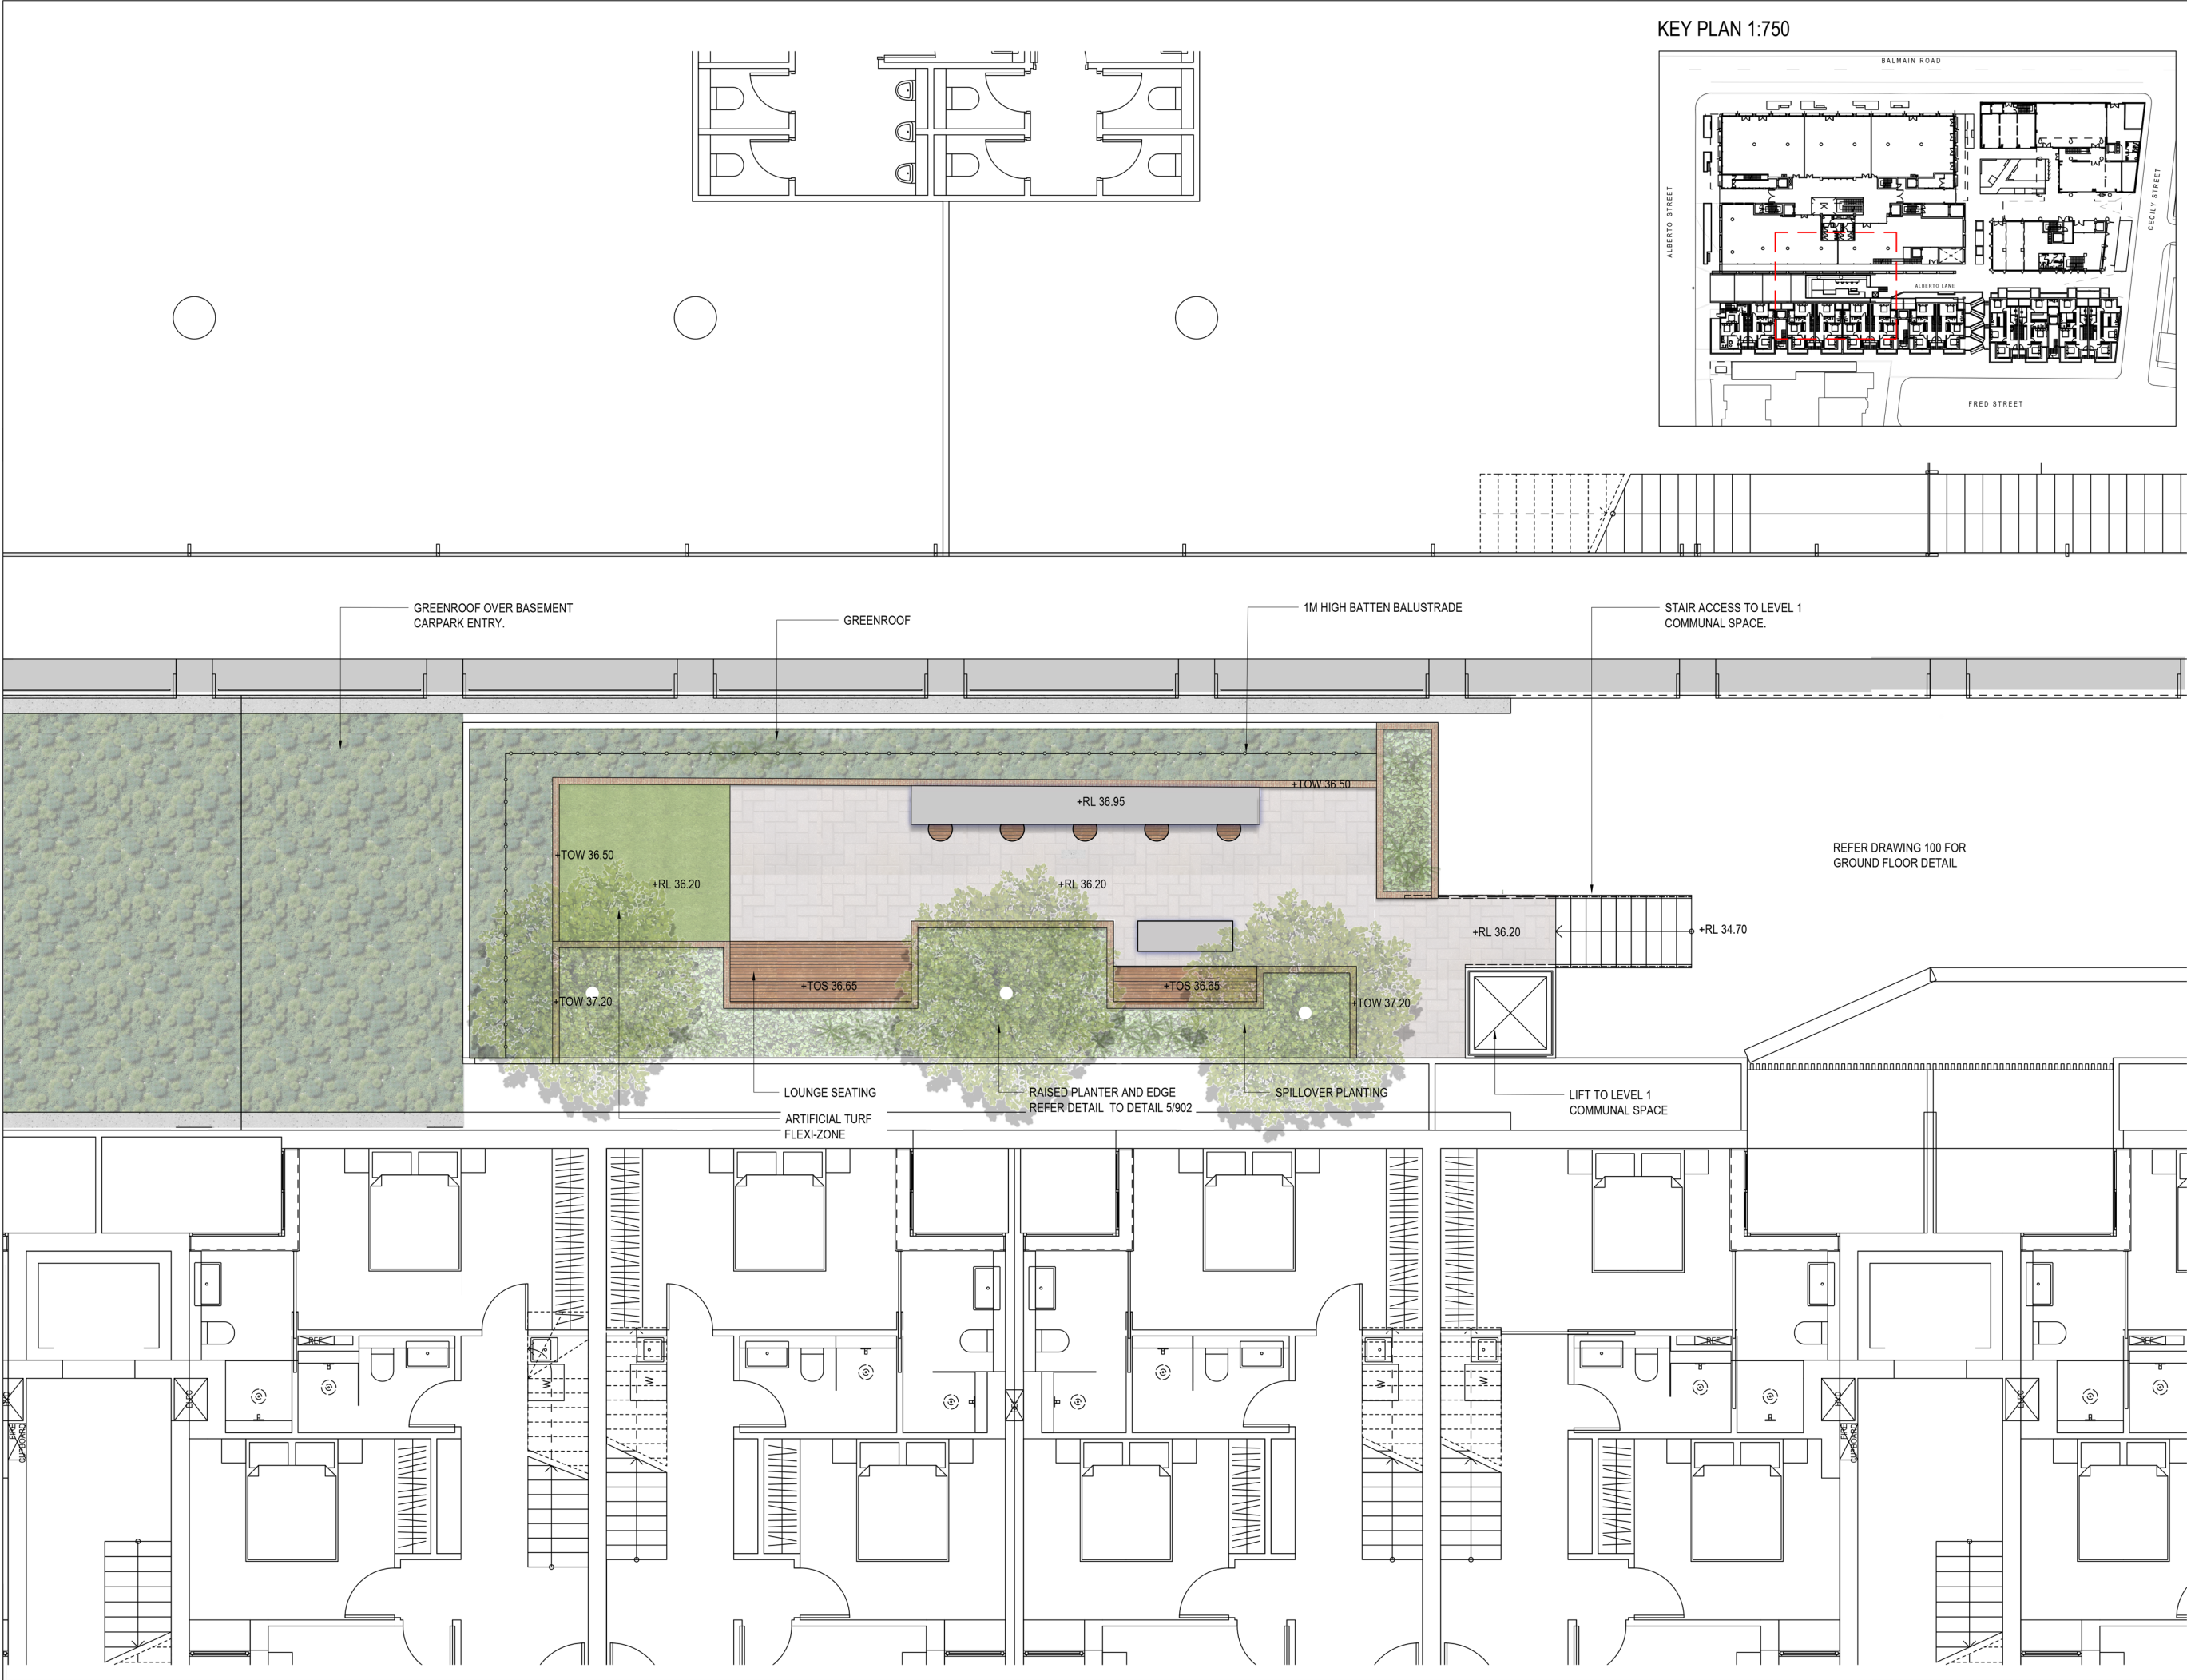 KEY PLAN 1:750
BALMAIN ROAD
ALBERTO STREET
CECILY STREET
ALBERTO LANE
FRED STREET
GREENROOF OVER BASEMENT
CARPARK ENTRY.
GREENROOF
1M HIGH BATTEN BALUSTRADE
STAIR ACCESS TO LEVEL 1
COMMUNAL SPACE.
+TOW 36.50
+RL 36.95
+TOW 36.50
+RL 36.20
+RL 36.20
REFER DRAWING 100 FOR
GROUND FLOOR DETAIL
+RL 36.20
+RL 34.70
+TOS 36.65
+TOS 36.65
+TOW 37.20
+TOW 37.20
LOUNGE SEATING
RAISED PLANTER AND EDGE
REFER DETAIL TO DETAIL 5/902
SPILLOVER PLANTING
LIFT TO LEVEL 1
COMMUNAL SPACE
ARTIFICIAL TURF
FLEXI-ZONE
W
W
W
W
FIRE
CUPBOARD
FIRE
CUPBOARD